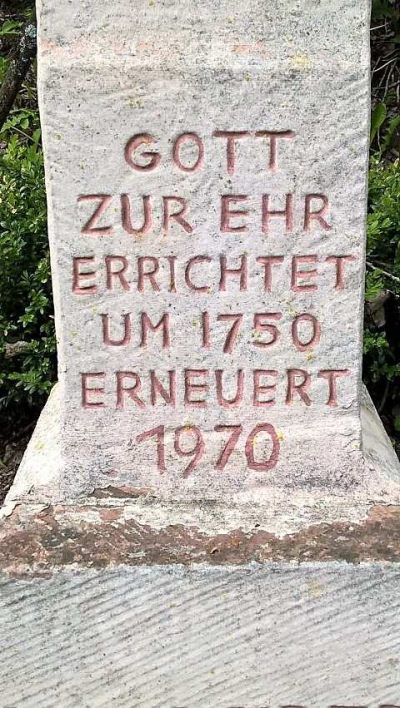 GOTT
ZUR EHR
ERRICHTET
UM 1750
ERNEUERT
1970